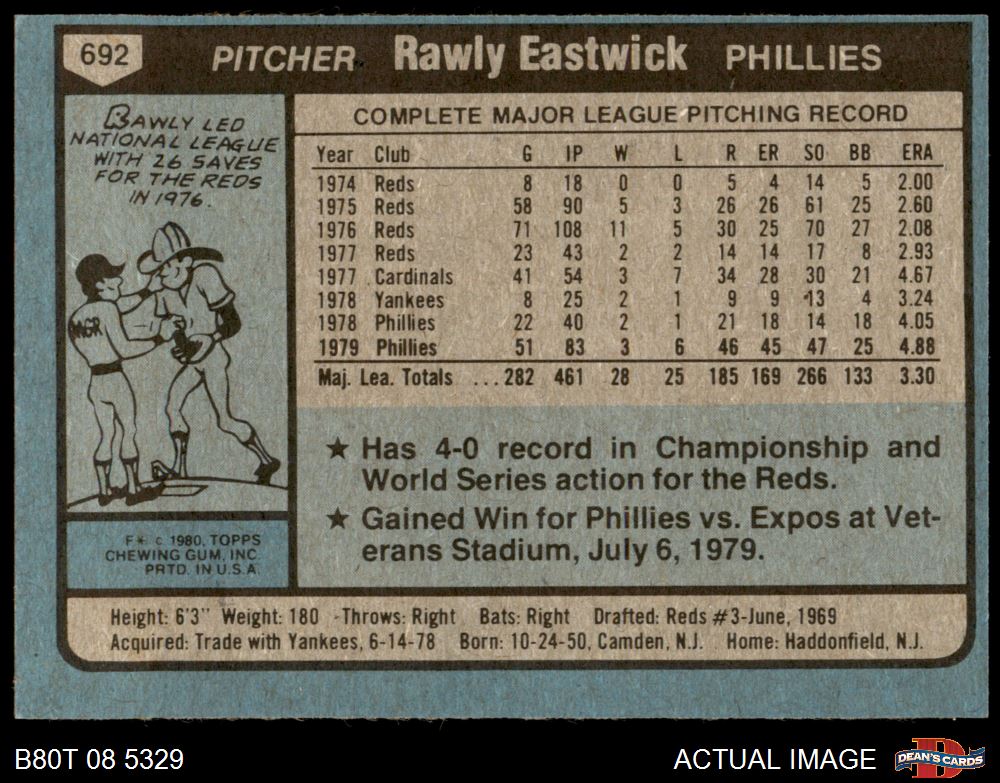 692 PITCHER Rawly Eastwick PHILLIES
RAWLY LED
NATIONAL LEAGUE
WITH 26 SAVES
FOR THE REDS
IN 1976.
MGR
F * © 1980, TOPPS
CHEWING GUM, INC
PRTD. IN U.S.A.
COMPLETE MAJOR LEAGUE PITCHING RECORD
Year Club G IP W L R ER SO BB ERA
1974 Reds 8 18 0 0 5 4 14 5 2.00
1975 Reds 58 90 5 3 26 26 61 25 2.60
1976 Reds 71 108 11 5 30 25 70 27 2.08
1977 Reds 23 43 2 2 14 14 17 8 2.93
1977 Cardinals 41 54 3 7 34 28 30 21 4.67
1978 Yankees 8 25 2 1 9 9 13 4 3.24
1978 Phillies 22 40 2 1 21 18 14 18 4.05
1979 Phillies 51 83 3 6 46 45 47 25 4.88
Maj. Lea. Totals ...282 461 28 25 185 169 266 133 3.30
★ Has 4-0 record in Championship and
World Series action for the Reds.
★ Gained Win for Phillies vs. Expos at Vet-
erans Stadium, July 6, 1979.
Height: 6'3" Weight: 180 Throws: Right Bats: Right Drafted: Reds #3-June, 1969
Acquired: Trade with Yankees, 6-14-78 Born: 10-24-50, Camden, N.J. Home: Haddonfield, N.J.
B80T 08 5329 ACTUAL IMAGE
D
DEAN'S CARDS